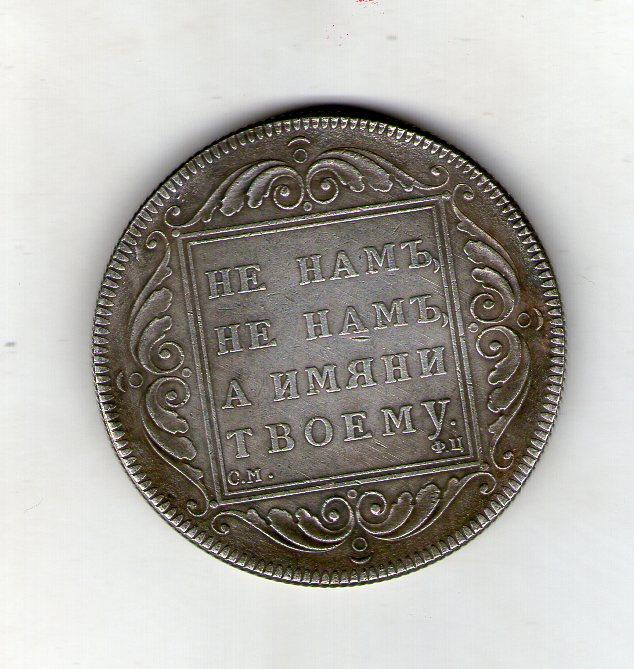 НЕ НАМЪ,
НЕ НАМЪ,
А ИМЯНИ
ТВОЕМУ.
С.М. Ф.Ц